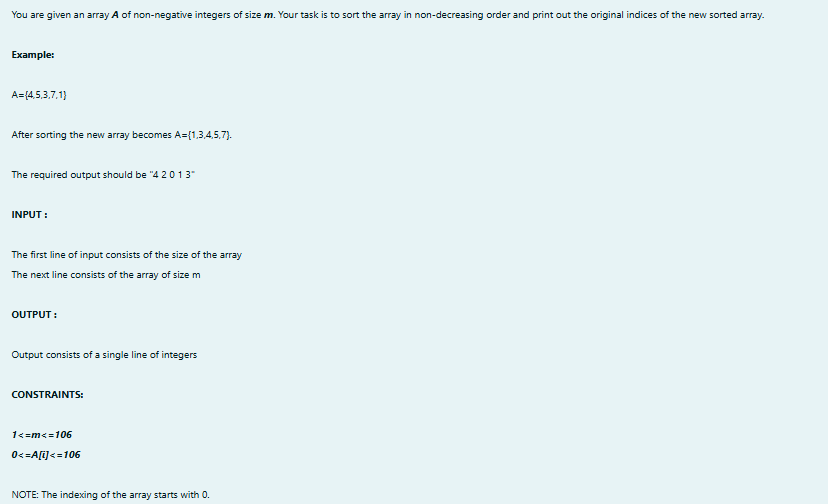 You are given an array A of non-negative integers of size m. Your task is to sort the array in non-decreasing order and print out the original indices of the new sorted array.
Example:
A={4,5,3,7,1}
After sorting the new array becomes A={1,3,4,5,7}.
The required output should be "4 2 0 1 3"
INPUT :
The first line of input consists of the size of the array
The next line consists of the array of size m
OUTPUT :
Output consists of a single line of integers
CONSTRAINTS:
1<=m<=106
0<=A[i]<=106
NOTE: The indexing of the array starts with 0.